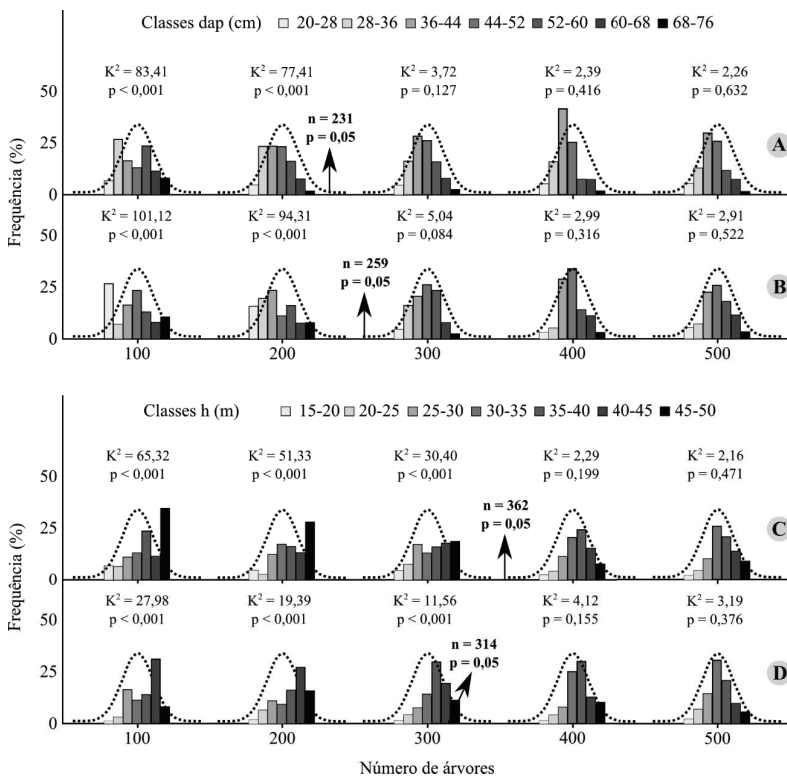 Classes dap (cm) 20-28 28-36 36-44 44-52 52-60 60-68 68-76
K² = 83,41 K² = 77,41 K² = 3,72 K² = 2,39 K² = 2,26
p < 0,001 p < 0,001 p = 0,127 p = 0,416 p = 0,632
50
n = 231
p = 0,05
25
A
0
K² = 101,12 K² = 94,31 K² = 5,04 K² = 2,99 K² = 2,91
p < 0,001 p < 0,001 p = 0,084 p = 0,316 p = 0,522
50
n = 259
p = 0,05
25
B
0
100 200 300 400 500
Frequência (%)
Classes h (m) 15-20 20-25 25-30 30-35 35-40 40-45 45-50
K² = 65,32 K² = 51,33 K² = 30,40 K² = 2,29 K² = 2,16
p < 0,001 p < 0,001 p < 0,001 p = 0,199 p = 0,471
50
n = 362
p = 0,05
25
C
0
K² = 27,98 K² = 19,39 K² = 11,56 K² = 4,12 K² = 3,19
p < 0,001 p < 0,001 p < 0,001 p = 0,155 p = 0,376
50
n = 314
p = 0,05
25
D
0
100 200 300 400 500
Frequência (%)
Número de árvores